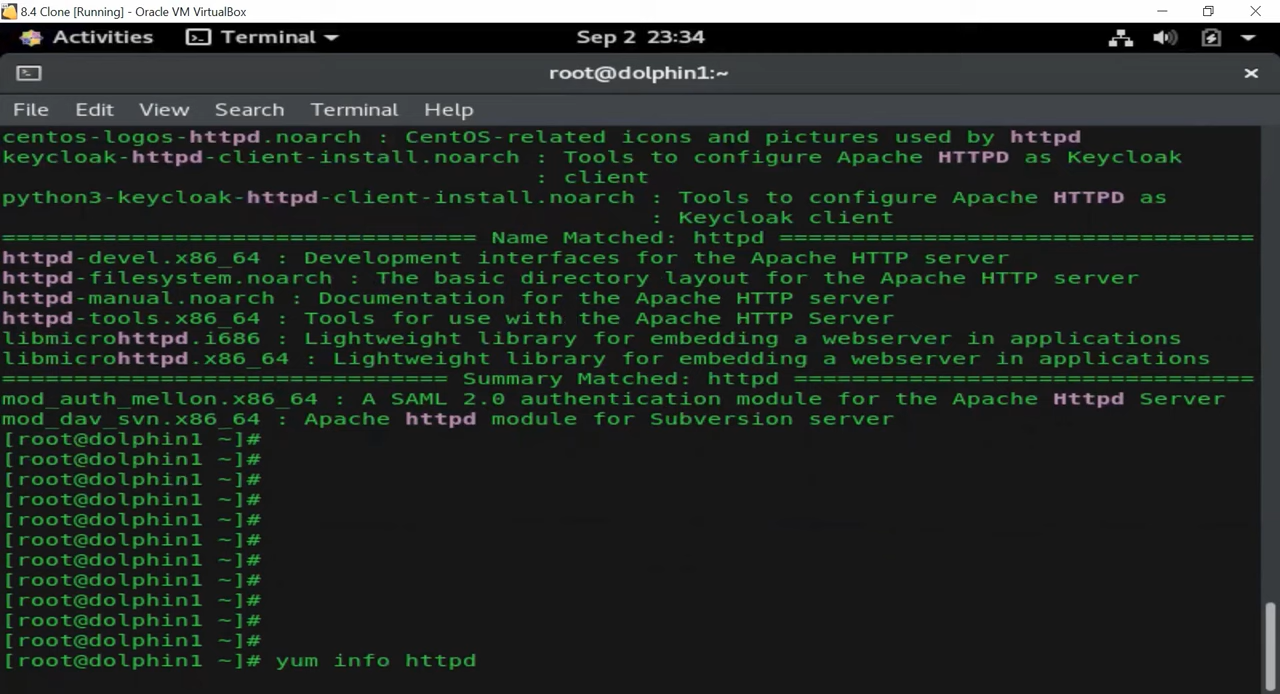 8.4 Clone [Running] - Oracle VM VirtualBox
Activities Terminal Sep 2 23:34
root@dolphin1:~
File Edit View Search Terminal Help
centos-logos-httpd.noarch : CentOS-related icons and pictures used by httpd
keycloak-httpd-client-install.noarch : Tools to configure Apache HTTPD as Keycloak
: client
python3-keycloak-httpd-client-install.noarch : Tools to configure Apache HTTPD as
: Keycloak client
================================= Name Matched: httpd =================================
httpd-devel.x86_64 : Development interfaces for the Apache HTTP server
httpd-filesystem.noarch : The basic directory layout for the Apache HTTP server
httpd-manual.noarch : Documentation for the Apache HTTP server
httpd-tools.x86_64 : Tools for use with the Apache HTTP Server
libmicrohttpd.i686 : Lightweight library for embedding a webserver in applications
libmicrohttpd.x86_64 : Lightweight library for embedding a webserver in applications
=============================== Summary Matched: httpd ================================
mod_auth_mellon.x86_64 : A SAML 2.0 authentication module for the Apache Httpd Server
mod_dav_svn.x86_64 : Apache httpd module for Subversion server
[root@dolphin1 ~]#
[root@dolphin1 ~]#
[root@dolphin1 ~]#
[root@dolphin1 ~]#
[root@dolphin1 ~]#
[root@dolphin1 ~]#
[root@dolphin1 ~]#
[root@dolphin1 ~]#
[root@dolphin1 ~]#
[root@dolphin1 ~]#
[root@dolphin1 ~]#
[root@dolphin1 ~]# yum info httpd